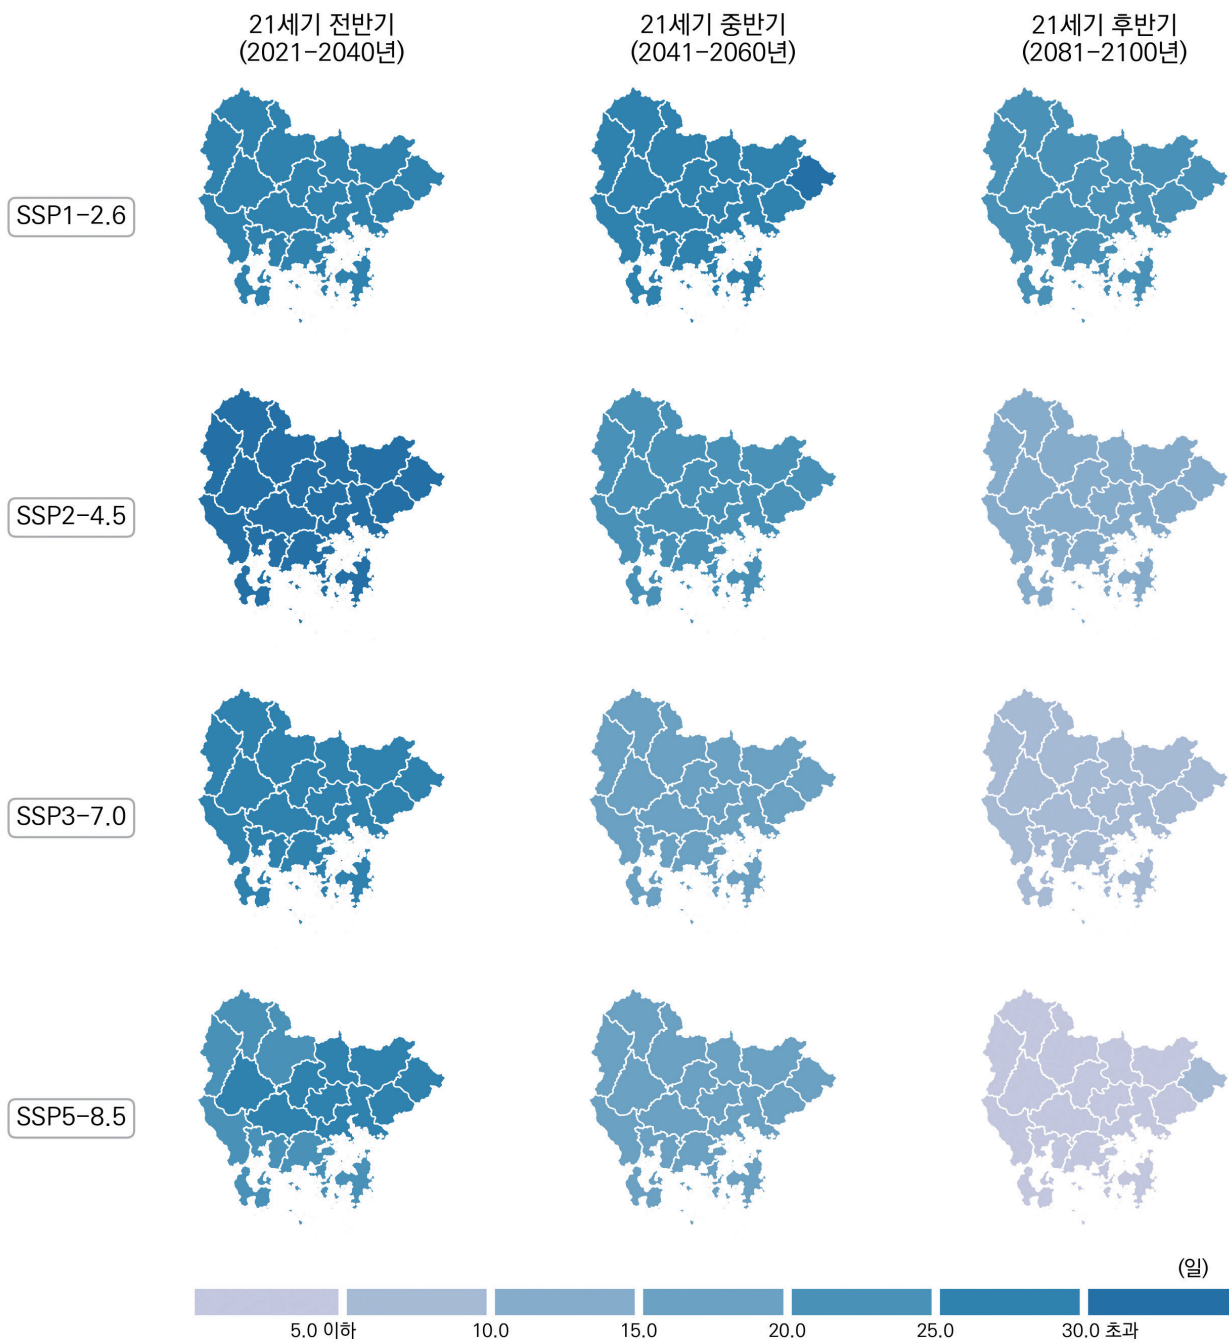 21세기 전반기
(2021-2040년)
21세기 중반기
(2041-2060년)
21세기 후반기
(2081-2100년)
SSP1-2.6
SSP2-4.5
SSP3-7.0
SSP5-8.5
(일)
5.0 이하
10.0
15.0
20.0
25.0
30.0 초과